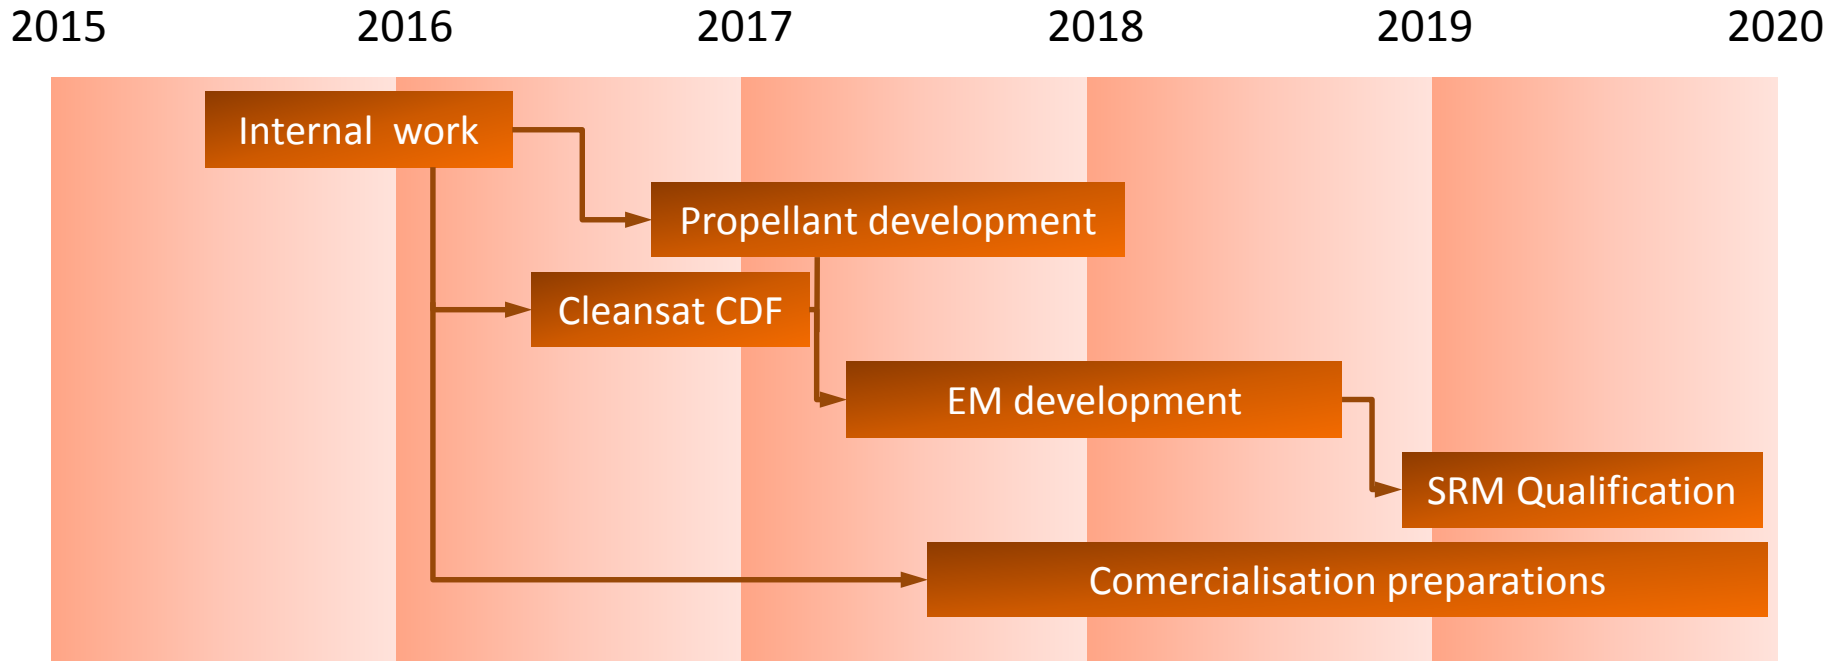 2015 2016 2017 2018 2019 2020
Internal work
Propellant development
Cleansat CDF
EM development
SRM Qualification
Comercialisation preparations